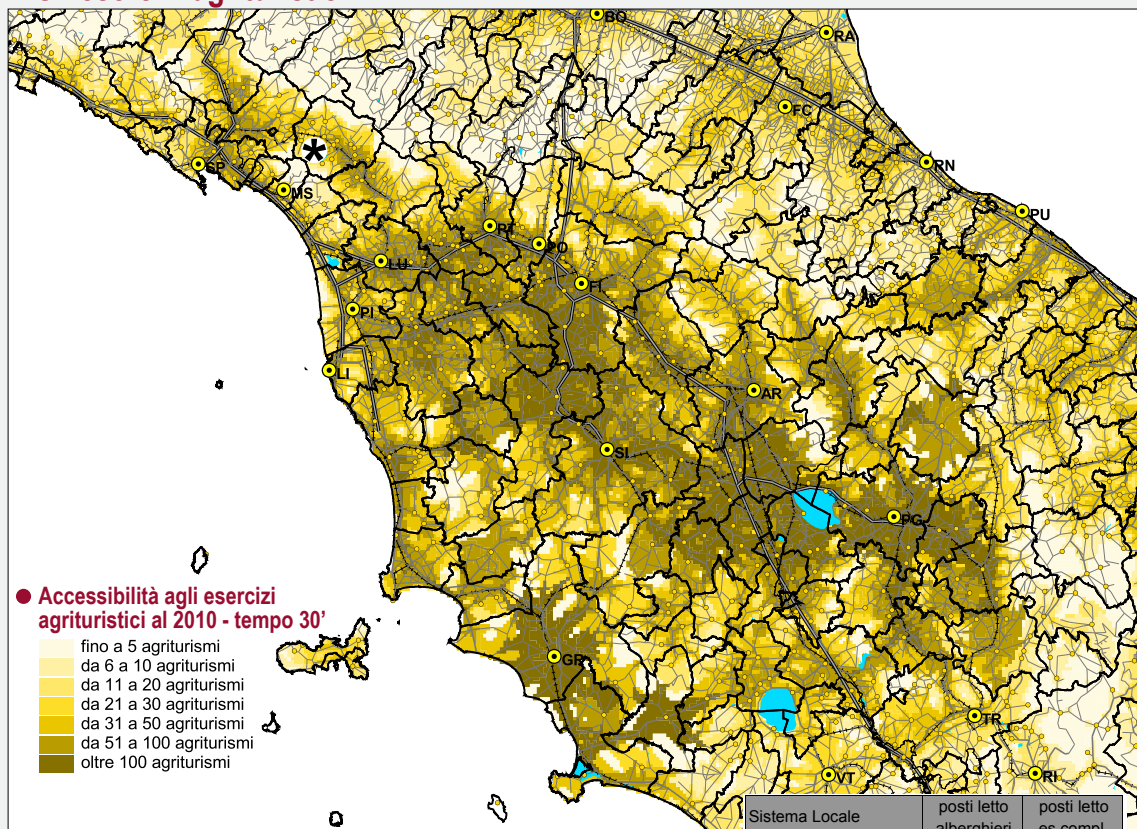 BO
RA
FC
SP
RN
MS
PU
PT
PO
LU
FI
PI
LI
AR
SI
PG
● Accessibilità agli esercizi
agrituristici al 2010 - tempo 30’
fino a 5 agriturismi
da 6 a 10 agriturismi
da 11 a 20 agriturismi
da 21 a 30 agriturismi
da 31 a 50 agriturismi
da 51 a 100 agriturismi
oltre 100 agriturismi
GR
TR
VT
RI
*
Sistema Locale
posti letto
alberghieri
posti letto
es.compl.